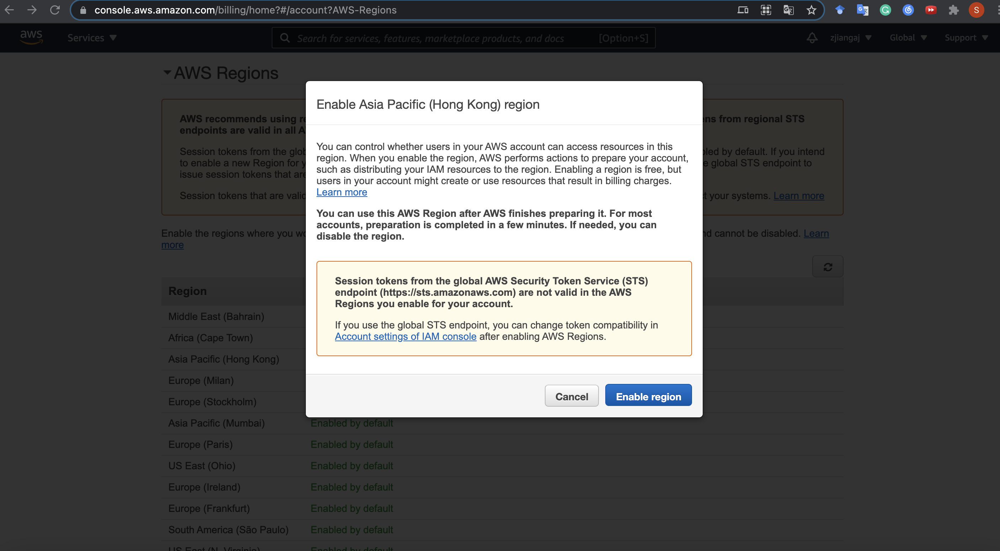 console.aws.amazon.com/billing/home?#/account?AWS-Regions
S
aws
Services
Search for services, features, marketplace products, and docs
[Option+S]
zjiangaj
Global
Support
AWS Regions
AWS recommends using
endpoints are valid in all
Session tokens from the
to enable a new Region for
issue session tokens that
Session tokens that are
Enable the regions where you
more
Enable Asia Pacific (Hong Kong) region
You can control whether users in your AWS account can access resources in this
region. When you enable the region, AWS performs actions to prepare your account,
such as distributing your IAM resources to the region. Enabling a region is free, but
users in your account might create or use resources that result in billing charges.
Learn more
You can use this AWS Region after AWS finishes preparing it. For most
accounts, preparation is completed in a few minutes. If needed, you can
disable the region.
Session tokens from the global AWS Security Token Service (STS)
endpoint (https://sts.amazonaws.com) are not valid in the AWS
Regions you enable for your account.
If you use the global STS endpoint, you can change token compatibility in
Account settings of IAM console after enabling AWS Regions.
Cancel
Enable region
from regional STS
by default. If you intend
global STS endpoint to
your systems. Learn more
cannot be disabled. Learn
Region
Middle East (Bahrain)
Africa (Cape Town)
Asia Pacific (Hong Kong)
Europe (Milan)
Europe (Stockholm)
Asia Pacific (Mumbai) Enabled by default
Europe (Paris) Enabled by default
US East (Ohio) Enabled by default
Europe (Ireland) Enabled by default
Europe (Frankfurt) Enabled by default
South America (São Paulo) Enabled by default
US East (N. Virginia) Enabled by default